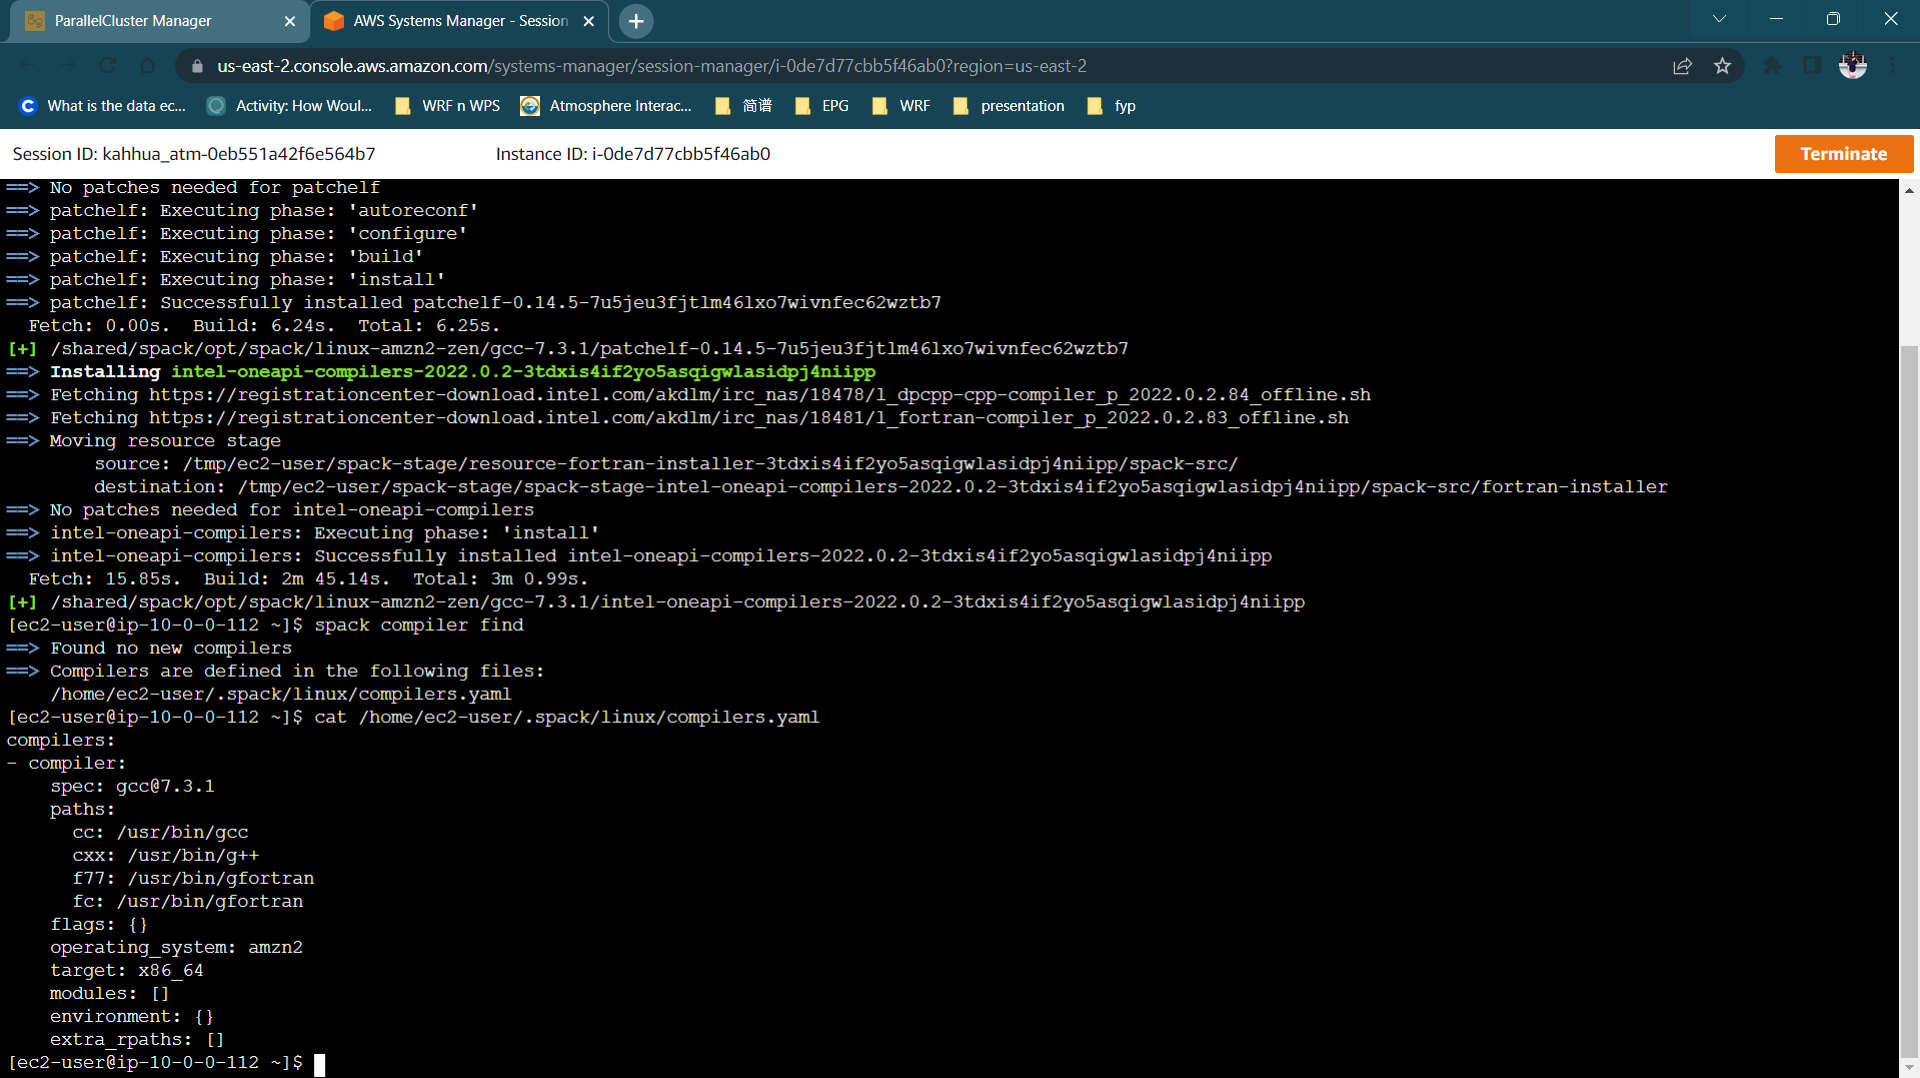 ParallelCluster Manager
AWS Systems Manager - Session
us-east-2.console.aws.amazon.com/systems-manager/session-manager/i-0de7d77cbb5f46ab0?region=us-east-2
What is the data ec...
Activity: How Woul...
WRF n WPS
Atmosphere Interac...
简谱
EPG
WRF
presentation
fyp
Session ID: kahhua_atm-0eb551a42f6e564b7
Instance ID: i-0de7d77cbb5f46ab0
Terminate
==> No patches needed for patchelf
==> patchelf: Executing phase: 'autoreconf'
==> patchelf: Executing phase: 'configure'
==> patchelf: Executing phase: 'build'
==> patchelf: Executing phase: 'install'
==> patchelf: Successfully installed patchelf-0.14.5-7u5jeu3fjtlm46lxo7wivnfec62wztb7
  Fetch: 0.00s.  Build: 6.24s.  Total: 6.25s.
[+] /shared/spack/opt/spack/linux-amzn2-zen/gcc-7.3.1/patchelf-0.14.5-7u5jeu3fjtlm46lxo7wivnfec62wztb7
==> Installing intel-oneapi-compilers-2022.0.2-3tdxis4if2yo5asqigwlasidpj4niipp
==> Fetching https://registrationcenter-download.intel.com/akdlm/irc_nas/18478/l_dpcpp-cpp-compiler_p_2022.0.2.84_offline.sh
==> Fetching https://registrationcenter-download.intel.com/akdlm/irc_nas/18481/l_fortran-compiler_p_2022.0.2.83_offline.sh
==> Moving resource stage
        source: /tmp/ec2-user/spack-stage/resource-fortran-installer-3tdxis4if2yo5asqigwlasidpj4niipp/spack-src/
        destination: /tmp/ec2-user/spack-stage/spack-stage-intel-oneapi-compilers-2022.0.2-3tdxis4if2yo5asqigwlasidpj4niipp/spack-src/fortran-installer
==> No patches needed for intel-oneapi-compilers
==> intel-oneapi-compilers: Executing phase: 'install'
==> intel-oneapi-compilers: Successfully installed intel-oneapi-compilers-2022.0.2-3tdxis4if2yo5asqigwlasidpj4niipp
  Fetch: 15.85s.  Build: 2m 45.14s.  Total: 3m 0.99s.
[+] /shared/spack/opt/spack/linux-amzn2-zen/gcc-7.3.1/intel-oneapi-compilers-2022.0.2-3tdxis4if2yo5asqigwlasidpj4niipp
[ec2-user@ip-10-0-0-112 ~]$ spack compiler find
==> Found no new compilers
==> Compilers are defined in the following files:
    /home/ec2-user/.spack/linux/compilers.yaml
[ec2-user@ip-10-0-0-112 ~]$ cat /home/ec2-user/.spack/linux/compilers.yaml
compilers:
- compiler:
    spec: gcc@7.3.1
    paths:
      cc: /usr/bin/gcc
      cxx: /usr/bin/g++
      f77: /usr/bin/gfortran
      fc: /usr/bin/gfortran
    flags: {}
    operating_system: amzn2
    target: x86_64
    modules: []
    environment: {}
    extra_rpaths: []
[ec2-user@ip-10-0-0-112 ~]$